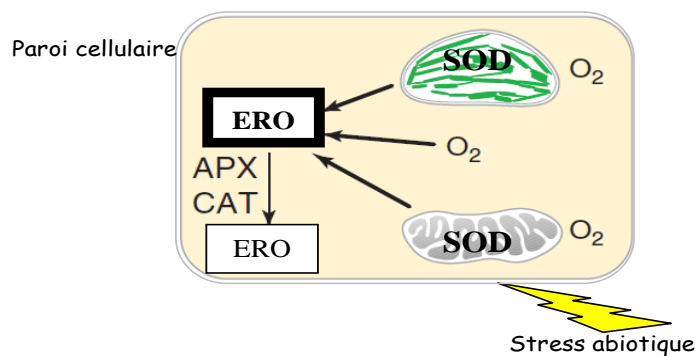 Paroi cellulaire
SOD
O2
ERO
O2
APX
CAT
ERO
SOD
O2
Stress abiotique